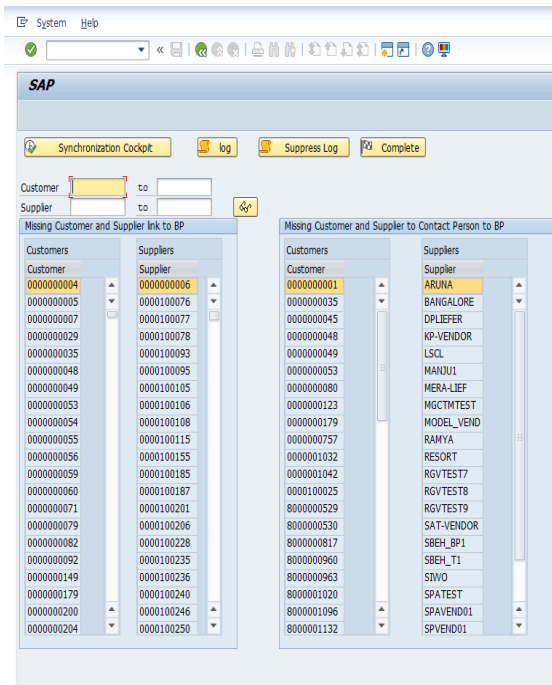 System Help
SAP
Synchronization Cockpit log Suppress Log Complete
Customer to
Supplier to
Missing Customer and Supplier link to BP Missing Customer and Supplier to Contact Person to BP
Customers Suppliers Customers Suppliers
Customer Supplier Customer Supplier
0000000004 0000000006 0000000001 ARUNA
0000000005 0000100076 0000000035 BANGALORE
0000000007 0000100077 0000000045 DPLIEFER
0000000029 0000100078 0000000048 KP-VENDOR
0000000035 0000100093 0000000049 LSCL
0000000048 0000100095 0000000053 MANJU1
0000000049 0000100105 0000000080 MERA-LIEF
0000000053 0000100106 0000000123 MGCTMTEST
0000000054 0000100108 0000000179 MODEL_VEND
0000000055 0000100115 0000000757 RAMYA
0000000056 0000100155 0000001032 RESORT
0000000059 0000100185 0000001042 RGVTEST7
0000000060 0000100187 0000100025 RGVTEST8
0000000071 0000100201 8000000529 RGVTEST9
0000000079 0000100206 8000000530 SAT-VENDOR
0000000082 0000100228 8000000817 SBEH_BP1
0000000092 0000100235 8000000960 SBEH_T1
0000000149 0000100236 8000000963 SIWO
0000000179 0000100240 8000001020 SPATEST
0000000200 0000100246 8000001096 SPAVEND01
0000000204 0000100250 8000001132 SPVEND01